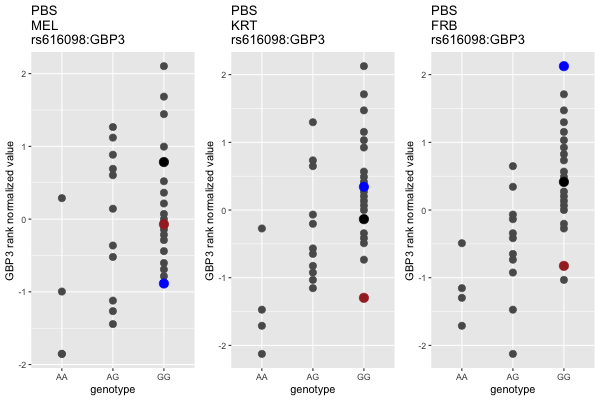 PBS
MEL
rs616098:GBP3
GBP3 rank normalized value
2
1
0
-1
-2
AA AG GG
genotype
PBS
KRT
rs616098:GBP3
GBP3 rank normalized value
2
1
0
-1
-2
AA AG GG
genotype
PBS
FRB
rs616098:GBP3
GBP3 rank normalized value
2
1
0
-1
-2
AA AG GG
genotype